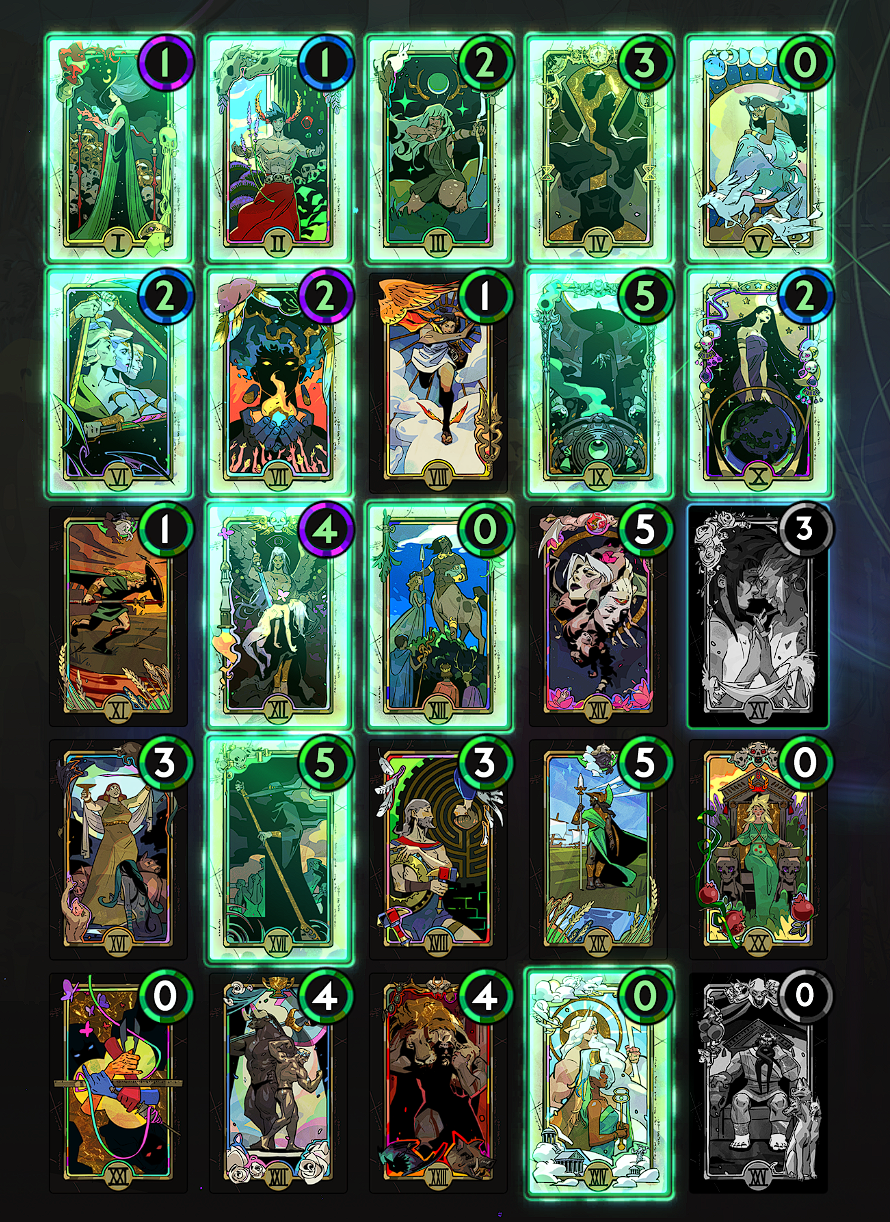 1 1 2 3 0
I II III IV V
2 2 1 5 2
VI VII VIII IX X
1 4 0 5 3
XI XII XIII XIV XV
3 5 3 5 0
XVI XVII XVIII XIX XX
0 4 4 0 0
XXI XXII XXIII XXIV XXV